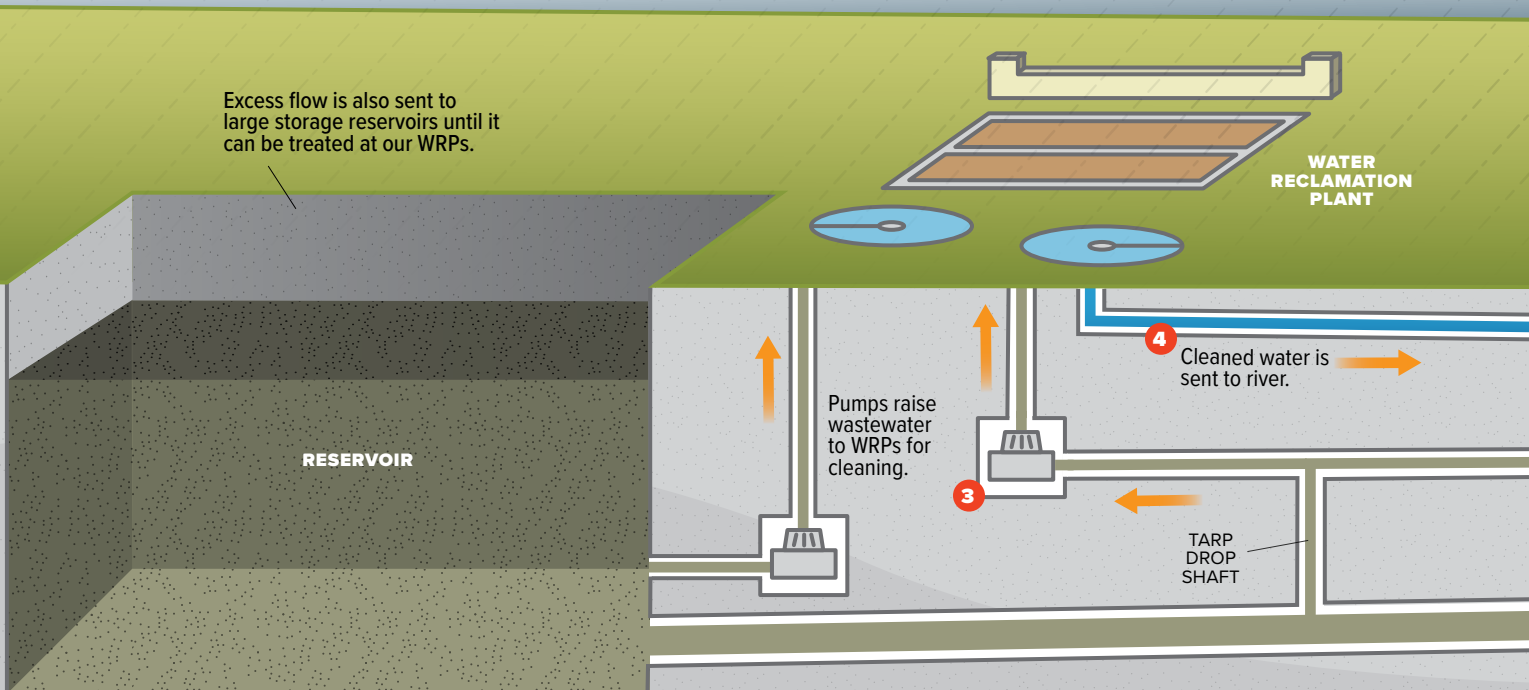 Excess flow is also sent to
large storage reservoirs until it
can be treated at our WRPs.
WATER
RECLAMATION
PLANT
RESERVOIR
Pumps raise
wastewater
to WRPs for
cleaning.
3
4
Cleaned water is
sent to river.
TARP
DROP
SHAFT